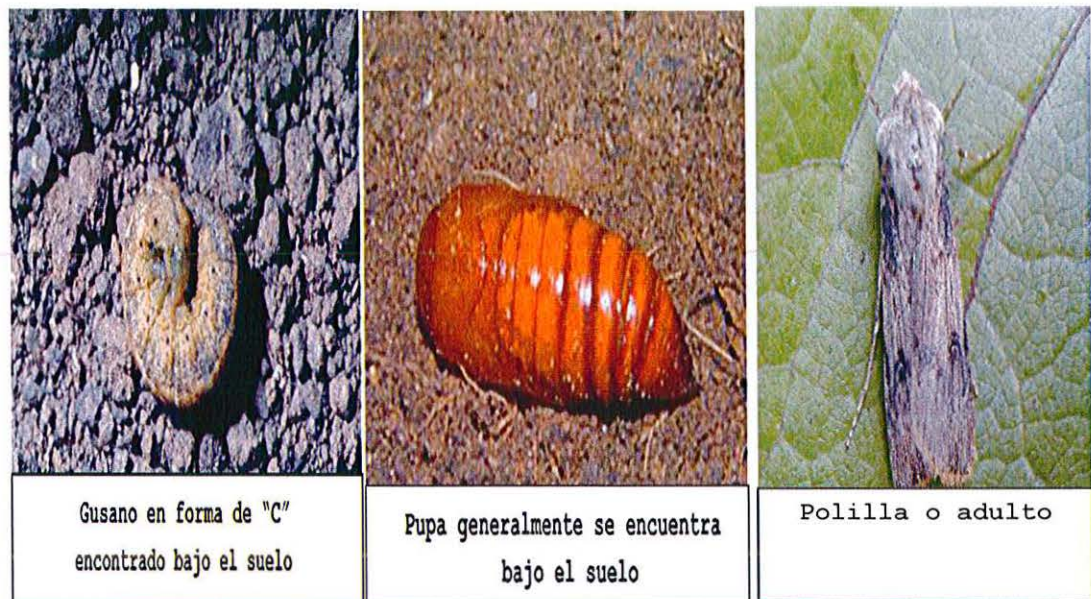 Gusano en forma de "C"
encontrado bajo el suelo
Pupa generalmente se encuentra
bajo el suelo
Polilla o adulto